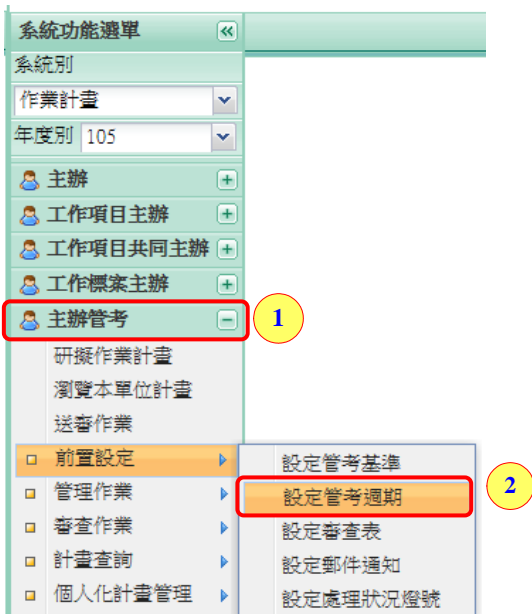 系統功能選單
系統別
作業計畫
年度別 105
主辦
工作項目主辦
工作項目共同主辦
工作標案主辦
主辦管考
1
研擬作業計畫
瀏覽本單位計畫
送審作業
前置設定
管理作業
審查作業
計畫查詢
個人化計畫管理
設定管考基準
設定管考週期
2
設定審查表
設定郵件通知
設定處理狀況燈號